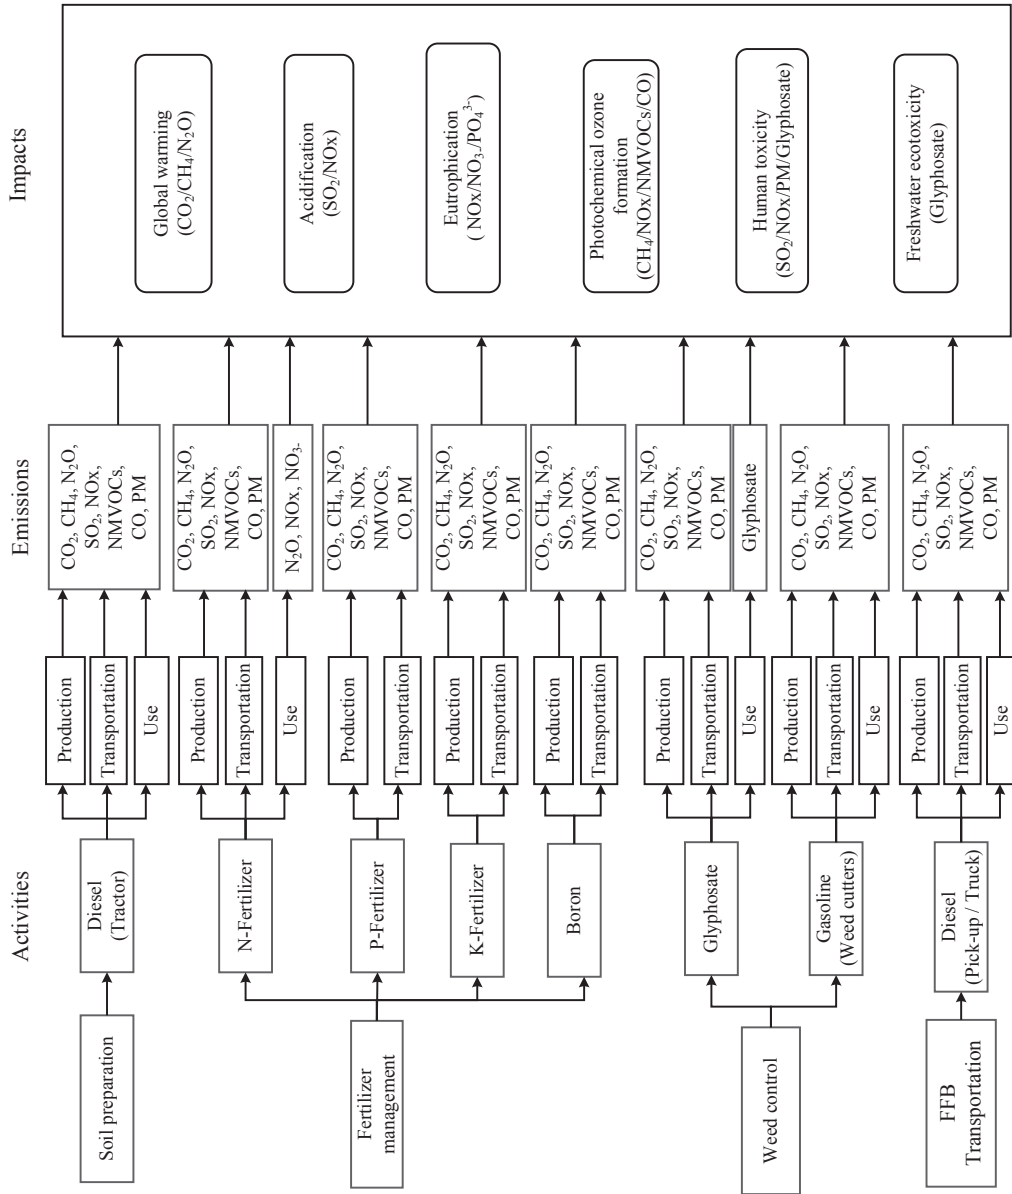 Activities
Emissions
Impacts
Soil preparation
Diesel
(Tractor)
Production
Transportation
Use
CO₂, CH₄, N₂O,
SO₂, NOx,
NMVOCs,
CO, PM
Fertilizer
management
N-Fertilizer
Production
Transportation
Use
CO₂, CH₄, N₂O,
SO₂, NOx,
NMVOCs,
CO, PM
N₂O, NOx, NO₃₋
P-Fertilizer
Production
Transportation
CO₂, CH₄, N₂O,
SO₂, NOx,
NMVOCs,
CO, PM
K-Fertilizer
Production
Transportation
CO₂, CH₄, N₂O,
SO₂, NOx,
NMVOCs,
CO, PM
Boron
Production
Transportation
CO₂, CH₄, N₂O,
SO₂, NOx,
NMVOCs,
CO, PM
Weed control
Glyphosate
Production
Transportation
Use
CO₂, CH₄, N₂O,
SO₂, NOx,
NMVOCs,
CO, PM
Glyphosate
Gasoline
(Weed cutters)
Production
Transportation
Use
CO₂, CH₄, N₂O,
SO₂, NOx,
NMVOCs,
CO, PM
FFB
Transportation
Diesel
(Pick-up / Truck)
Production
Transportation
Use
CO₂, CH₄, N₂O,
SO₂, NOx,
NMVOCs,
CO, PM
Global warming
(CO₂/CH₄/N₂O)
Acidification
(SO₂/NOx)
Eutrophication
( NOx/NO₃₋/PO₄³⁻)
Photochemical ozone
formation
(CH₄/NOx/NMVOCs/CO)
Human toxicity
(SO₂/NOx/PM/Glyphosate)
Freshwater ecotoxicity
(Glyphosate)